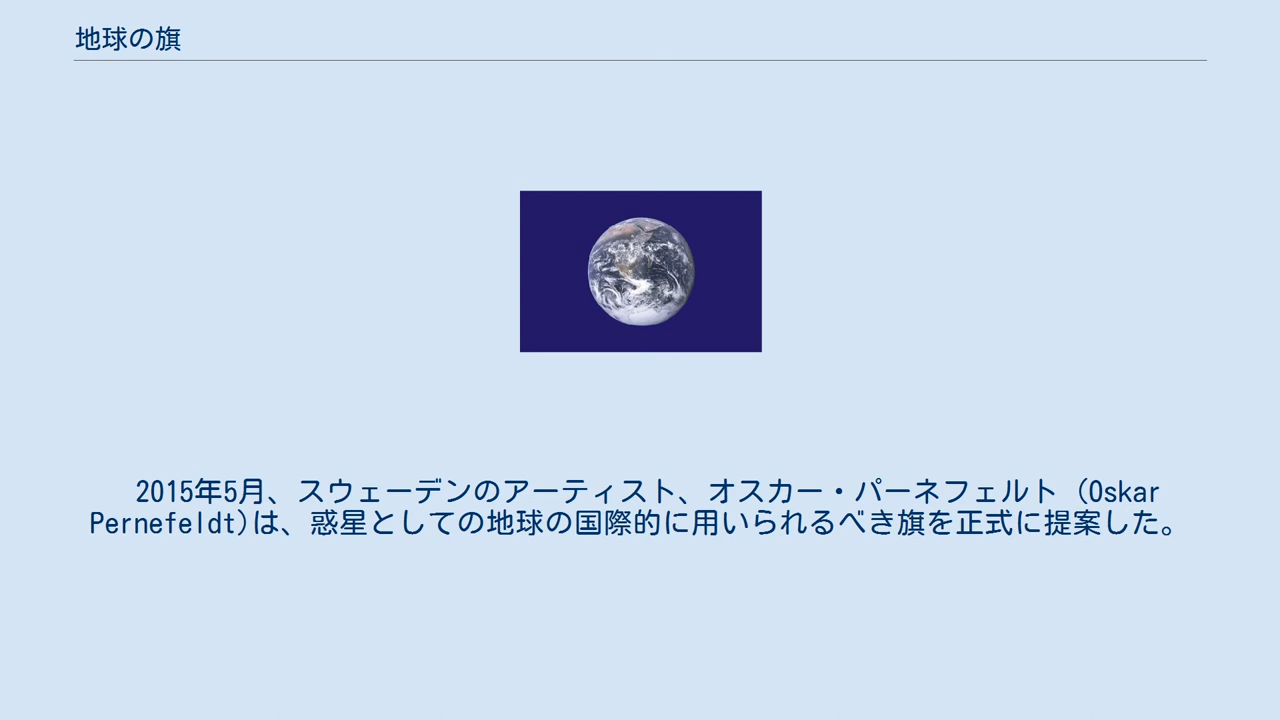 地球の旗
2015年5月、スウェーデンのアーティスト、オスカー・パーネフェルト (Oskar
Pernefeldt)は、惑星としての地球の国際的に用いられるべき旗を正式に提案した。